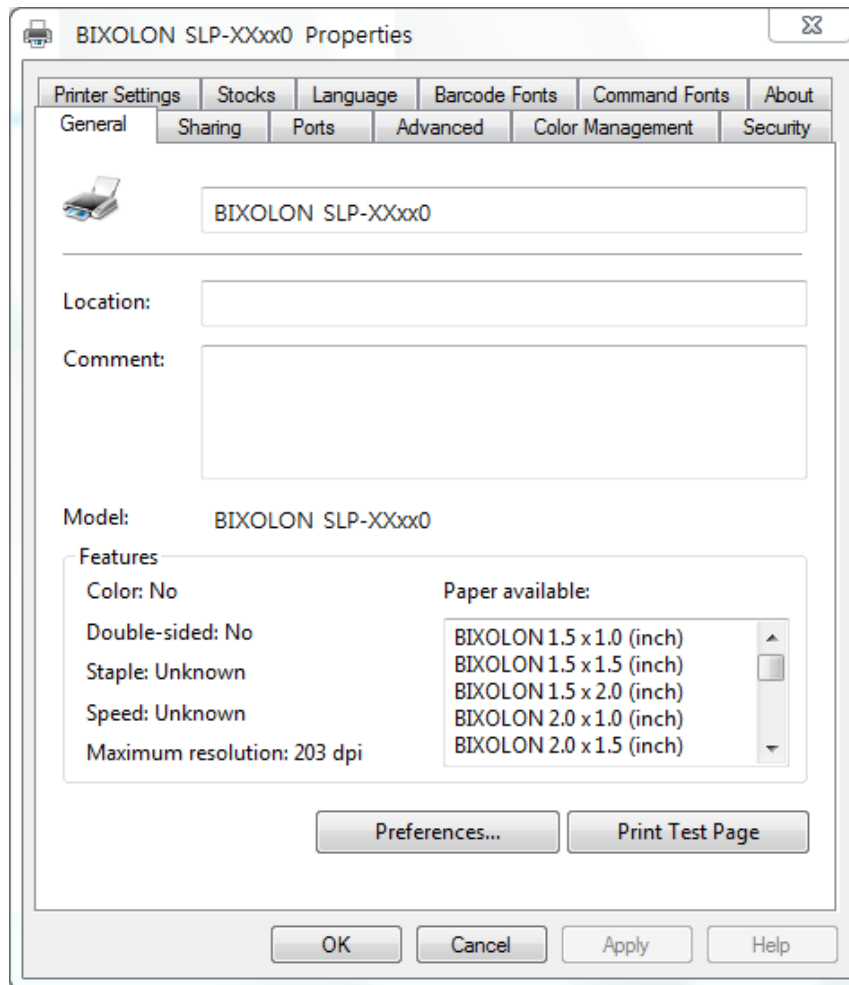 BIXOLON SLP-XXxx0 Properties
Printer Settings Stocks Language Barcode Fonts Command Fonts About
General Sharing Ports Advanced Color Management Security
BIXOLON SLP-XXxx0
Location:
Comment:
Model: BIXOLON SLP-XXxx0
Features
Color: No
Double-sided: No
Staple: Unknown
Speed: Unknown
Maximum resolution: 203 dpi
Paper available:
BIXOLON 1.5 x 1.0 (inch)
BIXOLON 1.5 x 1.5 (inch)
BIXOLON 1.5 x 2.0 (inch)
BIXOLON 2.0 x 1.0 (inch)
BIXOLON 2.0 x 1.5 (inch)
Preferences... Print Test Page
OK Cancel Apply Help